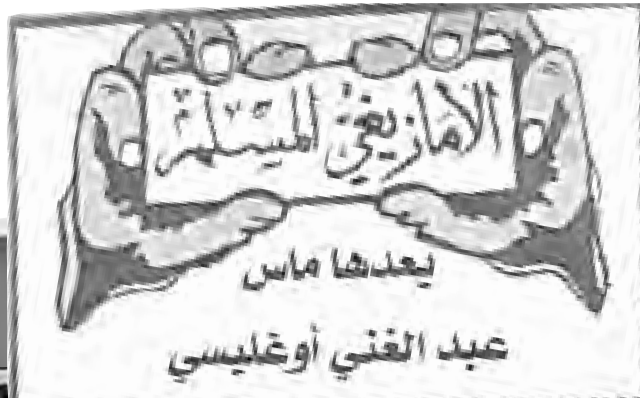 الأمازيغي المسلم
يعدها ماس
عبد الغني أوغليسي